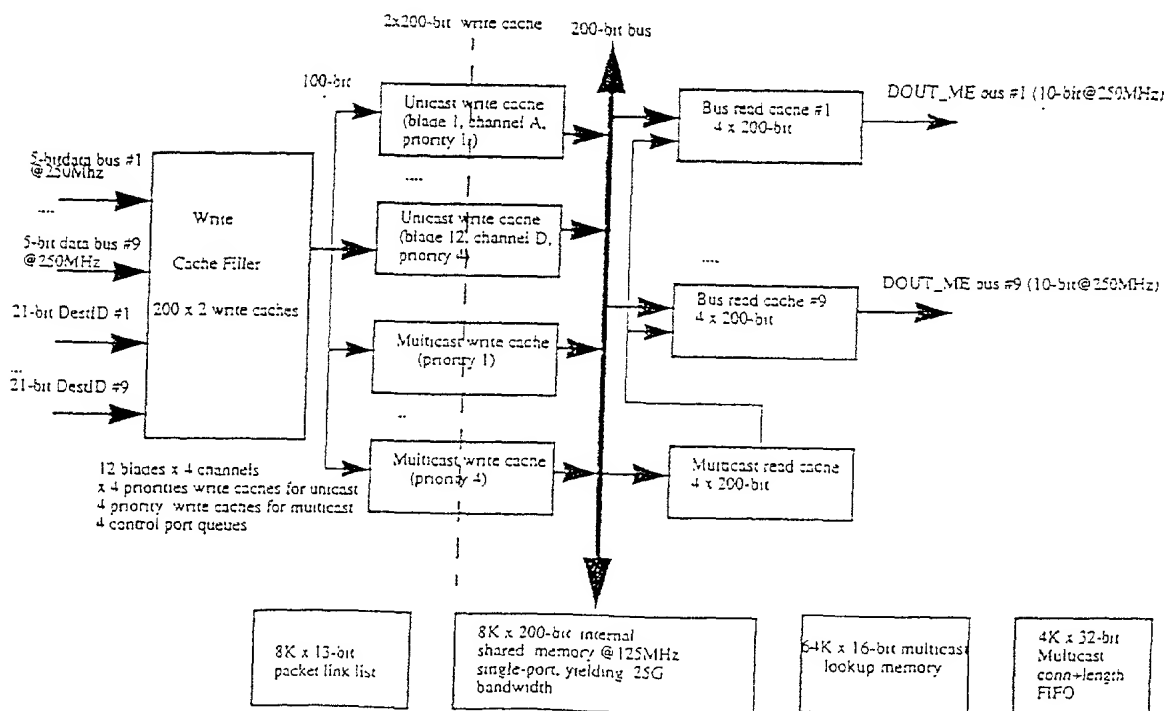 2x200-bit write cache
200-bit bus
100-bit
Unicast write cache
(blade 1, channel A,
priority 1)
....
Unicast write cache
(blade 12, channel D,
priority 4)
Multicast write cache
(priority 1)
..
Multicast write cache
(priority 4)
5-bit data bus #1
@250Mhz
....
5-bit data bus #9
@250MHz
21-bit DestID #1
...
21-bit DestID #9
Write
Cache Filler
200 x 2 write caches
12 blades x 4 channels
x 4 priorities write caches for unicast
4 priority write caches for multicast
4 control port queues
Bus read cache #1
4 x 200-bit
DOUT_ME bus #1 (10-bit@250MHz)
....
Bus read cache #9
4 x 200-bit
DOUT_ME bus #9 (10-bit@250MHz)
Multicast read cache
4 x 200-bit
8K x 13-bit
packet link list
8K x 200-bit internal
shared memory @125MHz
single-port, yielding 25G
bandwidth
64K x 16-bit multicast
lookup memory
4K x 32-bit
Multicast
conn+length
FIFO